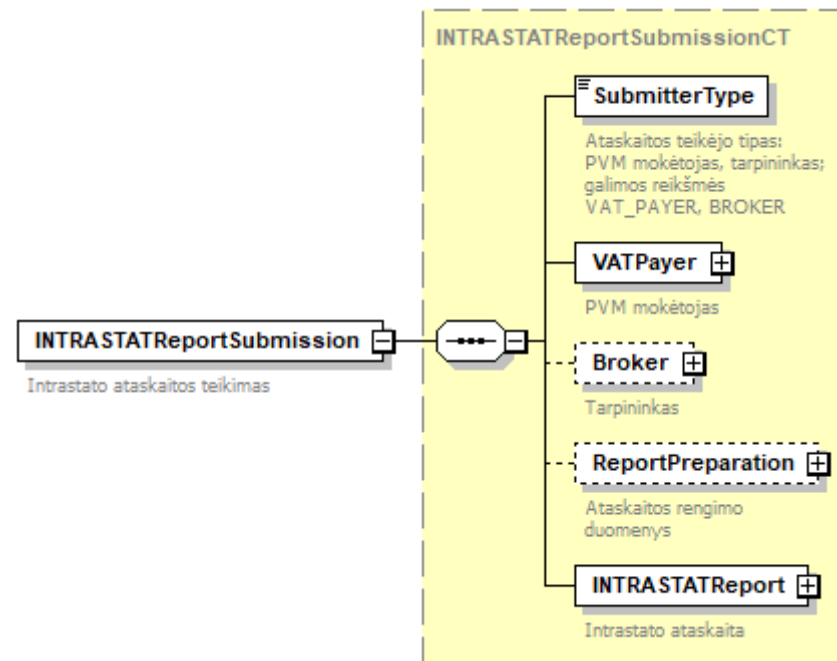 INTRASTATReportSubmissionCT
SubmitterType
Ataskaitos teikėjo tipas:
PVM mokėtojas, tarpininkas;
galimos reikšmės
VAT_PAYER, BROKER
VATPayer
PVM mokėtojas
INTRASTATReportSubmission
Intrastato ataskaitos teikimas
Broker
Tarpininkas
ReportPreparation
Ataskaitos rengimo
duomenys
INTRASTATReport
Intrastato ataskaita